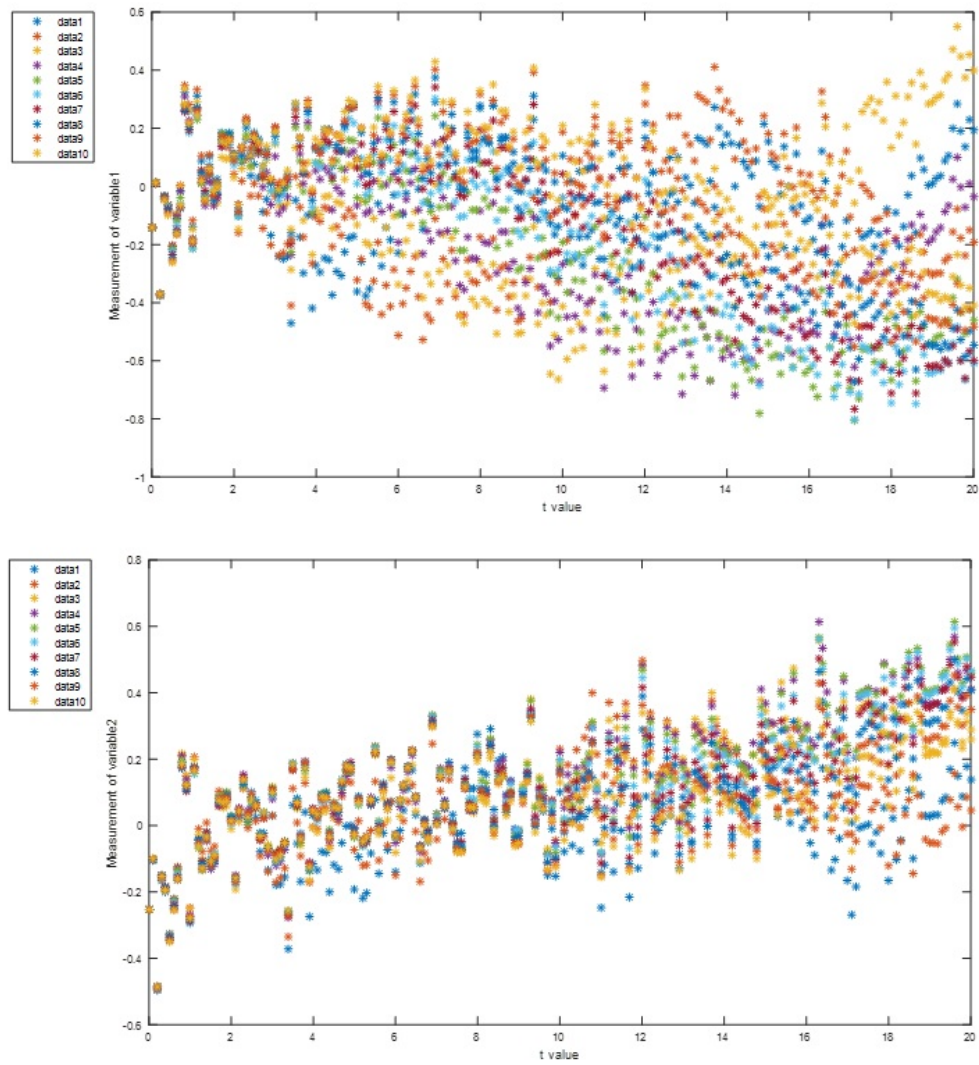 data1
data2
data3
data4
data5
data6
data7
data8
data9
data10
0.6
0.4
0.2
0
-0.2
-0.4
-0.6
-0.8
-1
Measurement of variable1
0 2 4 6 8 10 12 14 16 18 20
t value
data1
data2
data3
data4
data5
data6
data7
data8
data9
data10
0.8
0.6
0.4
0.2
0
-0.2
-0.4
-0.6
Measurement of variable2
0 2 4 6 8 10 12 14 16 18 20
t value